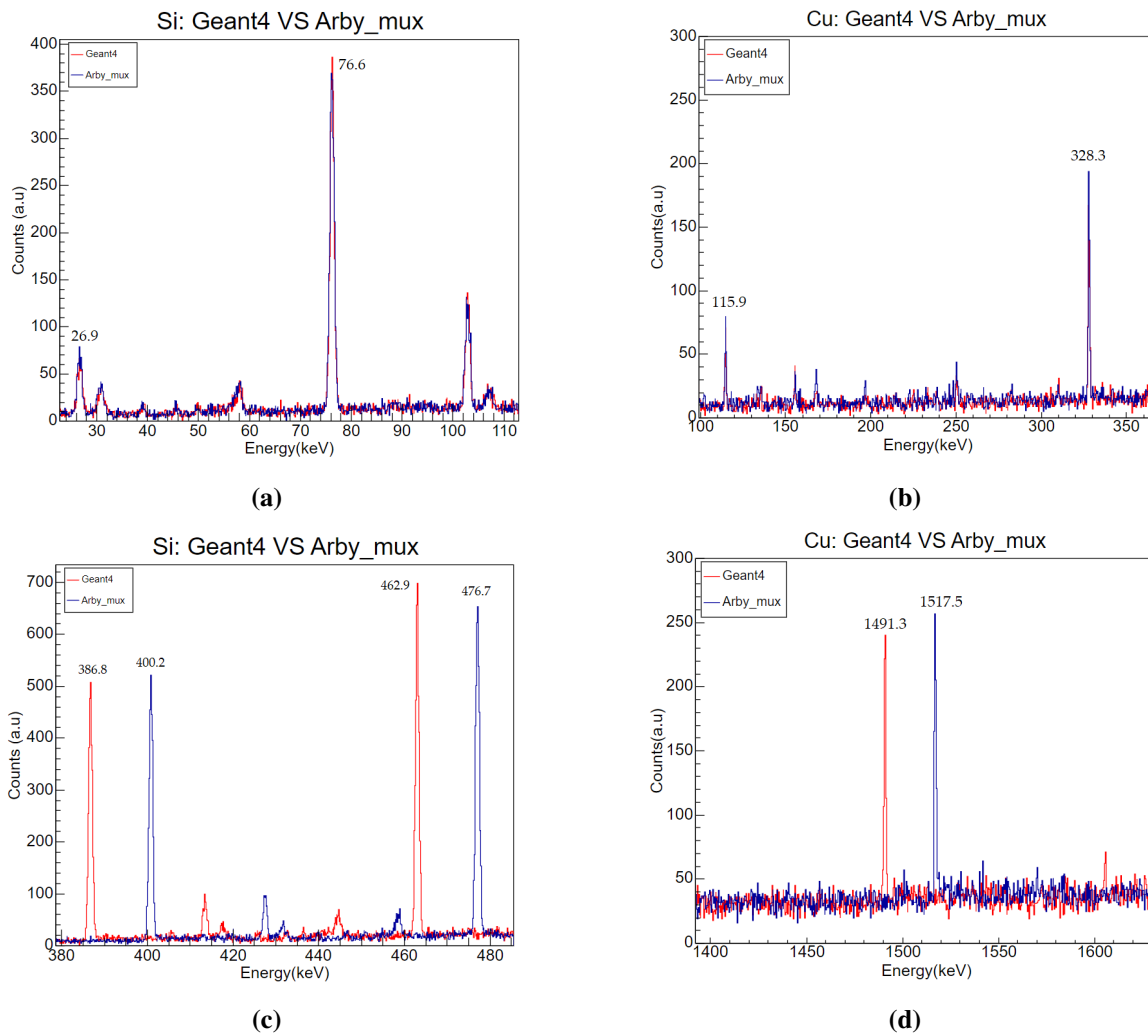 Si: Geant4 VS Arby_mux
Geant4
Arby_mux
76.6
26.9
Counts (a.u)
400
350
300
250
200
150
100
50
0
30 40 50 60 70 80 90 100 110
Energy(keV)
(a)
Cu: Geant4 VS Arby_mux
Geant4
Arby_mux
328.3
115.9
Counts(a.u)
300
250
200
150
100
50
0
100 150 200 250 300 350
Energy(keV)
(b)
Si: Geant4 VS Arby_mux
Geant4
Arby_mux
462.9
476.7
386.8
400.2
Counts (a.u)
700
600
500
400
300
200
100
0
380 400 420 440 460 480
Energy(keV)
(c)
Cu: Geant4 VS Arby_mux
Geant4
Arby_mux
1491.3
1517.5
Counts(a.u)
300
250
200
150
100
50
0
1400 1450 1500 1550 1600
Energy(keV)
(d)